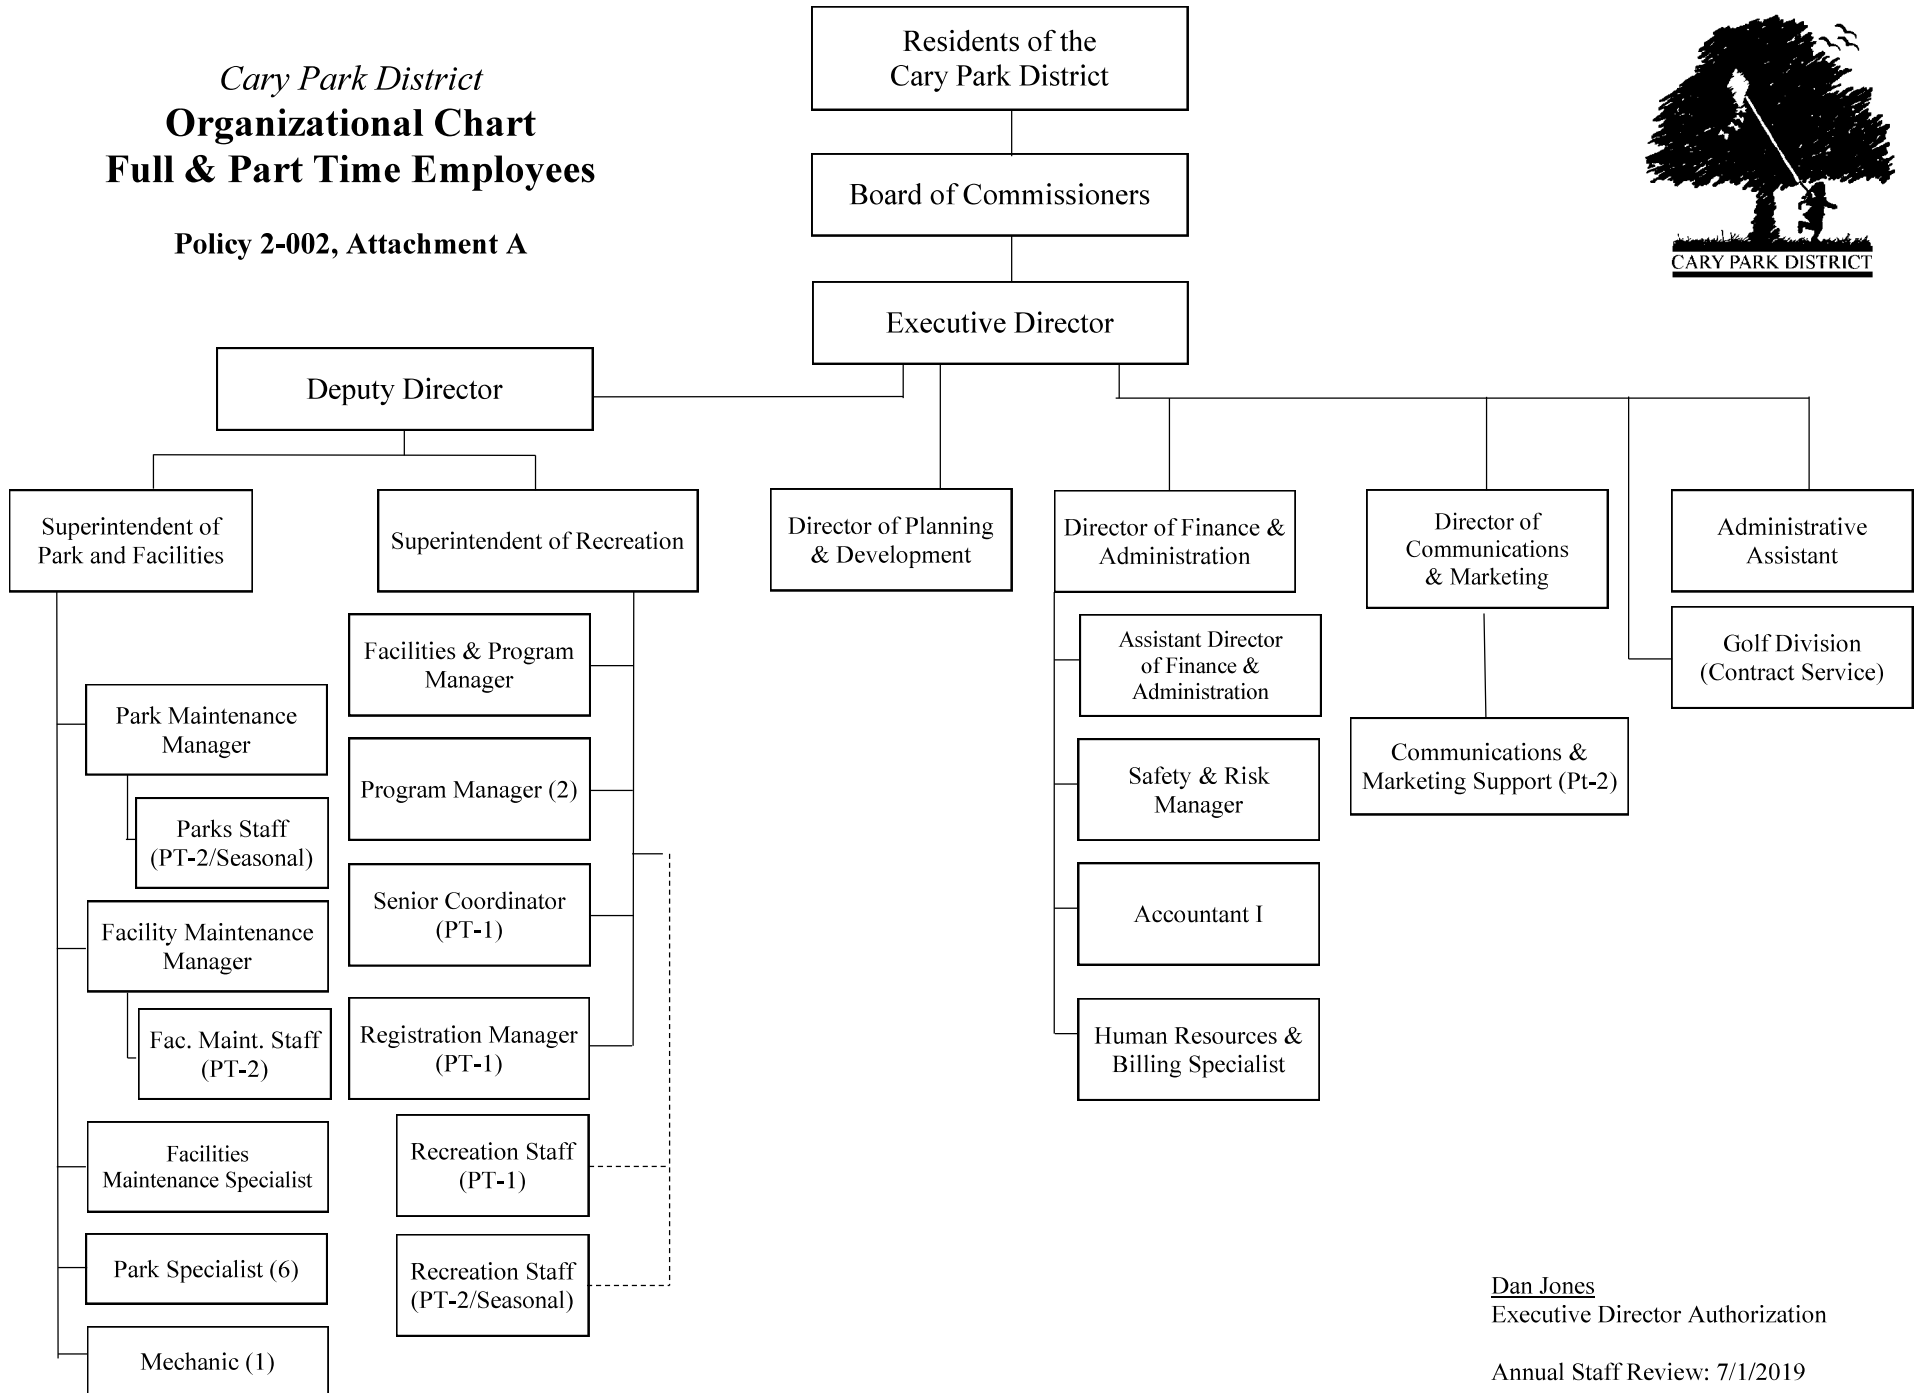 Cary Park District
Organizational Chart
Full & Part Time Employees
Policy 2-002, Attachment A
Residents of the
Cary Park District
Board of Commissioners
Executive Director
CARY PARK DISTRICT
Deputy Director
Superintendent of
Park and Facilities
Superintendent of Recreation
Director of Planning
& Development
Director of Finance &
Administration
Director of
Communications
& Marketing
Administrative
Assistant
Golf Division
(Contract Service)
Park Maintenance
Manager
Parks Staff
(PT-2/Seasonal)
Facility Maintenance
Manager
Fac. Maint. Staff
(PT-2)
Facilities
Maintenance Specialist
Park Specialist (6)
Mechanic (1)
Facilities & Program
Manager
Program Manager (2)
Senior Coordinator
(PT-1)
Registration Manager
(PT-1)
Recreation Staff
(PT-1)
Recreation Staff
(PT-2/Seasonal)
Assistant Director
of Finance &
Administration
Safety & Risk
Manager
Accountant I
Human Resources &
Billing Specialist
Communications &
Marketing Support (Pt-2)
Dan Jones
Executive Director Authorization
Annual Staff Review: 7/1/2019